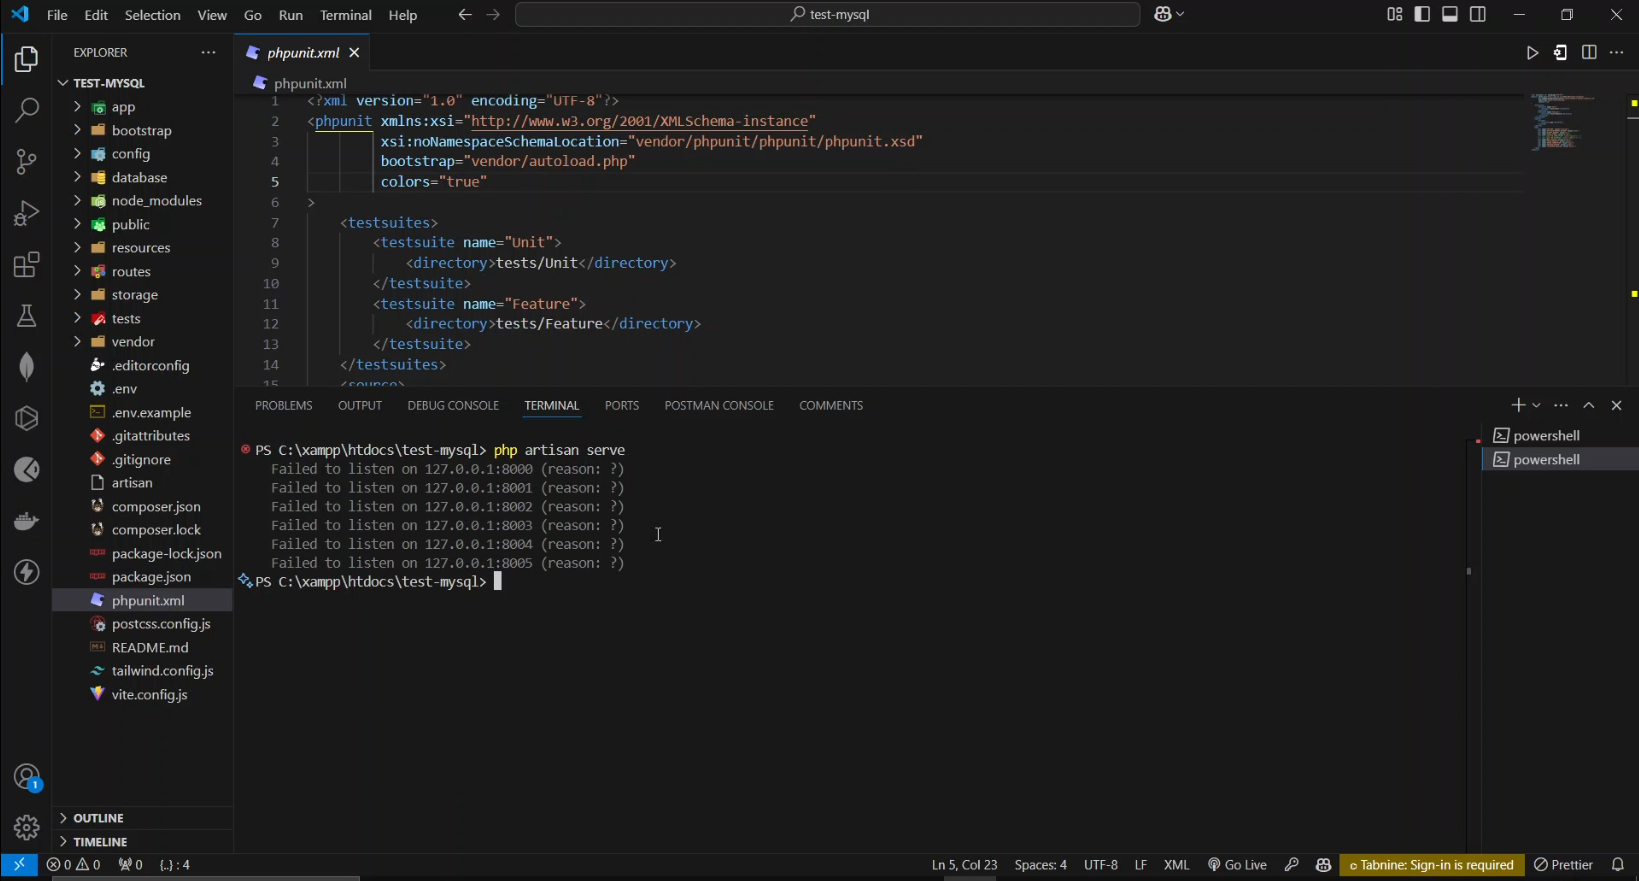 File Edit Selection View Go Run Terminal Help
test-mysql
EXPLORER
TEST-MYSQL
app
bootstrap
config
database
node_modules
public
resources
routes
storage
tests
vendor
.editorconfig
.env
.env.example
.gitattributes
.gitignore
artisan
composer.json
composer.lock
package-lock.json
package.json
phpunit.xml
postcss.config.js
README.md
tailwind.config.js
vite.config.js
OUTLINE
TIMELINE
1
phpunit.xml
phpunit.xml
1 <?xml version="1.0" encoding="UTF-8"?>
2 <phpunit xmlns:xsi="http://www.w3.org/2001/XMLSchema-instance"
3 xsi:noNamespaceSchemaLocation="vendor/phpunit/phpunit/phpunit.xsd"
4 bootstrap="vendor/autoload.php"
5 colors="true"
6 >
7 <testsuites>
8 <testsuite name="Unit">
9 <directory>tests/Unit</directory>
10 </testsuite>
11 <testsuite name="Feature">
12 <directory>tests/Feature</directory>
13 </testsuite>
14 </testsuites>
15 <source>
PROBLEMS OUTPUT DEBUG CONSOLE TERMINAL PORTS POSTMAN CONSOLE COMMENTS
PS C:\xampp\htdocs\test-mysql> php artisan serve
Failed to listen on 127.0.0.1:8000 (reason: ?)
Failed to listen on 127.0.0.1:8001 (reason: ?)
Failed to listen on 127.0.0.1:8002 (reason: ?)
Failed to listen on 127.0.0.1:8003 (reason: ?)
Failed to listen on 127.0.0.1:8004 (reason: ?)
Failed to listen on 127.0.0.1:8005 (reason: ?)
PS C:\xampp\htdocs\test-mysql>
powershell
powershell
0 0 0 {..} : 4 Ln 5, Col 23 Spaces: 4 UTF-8 LF XML Go Live Tabnine: Sign-in is required Prettier